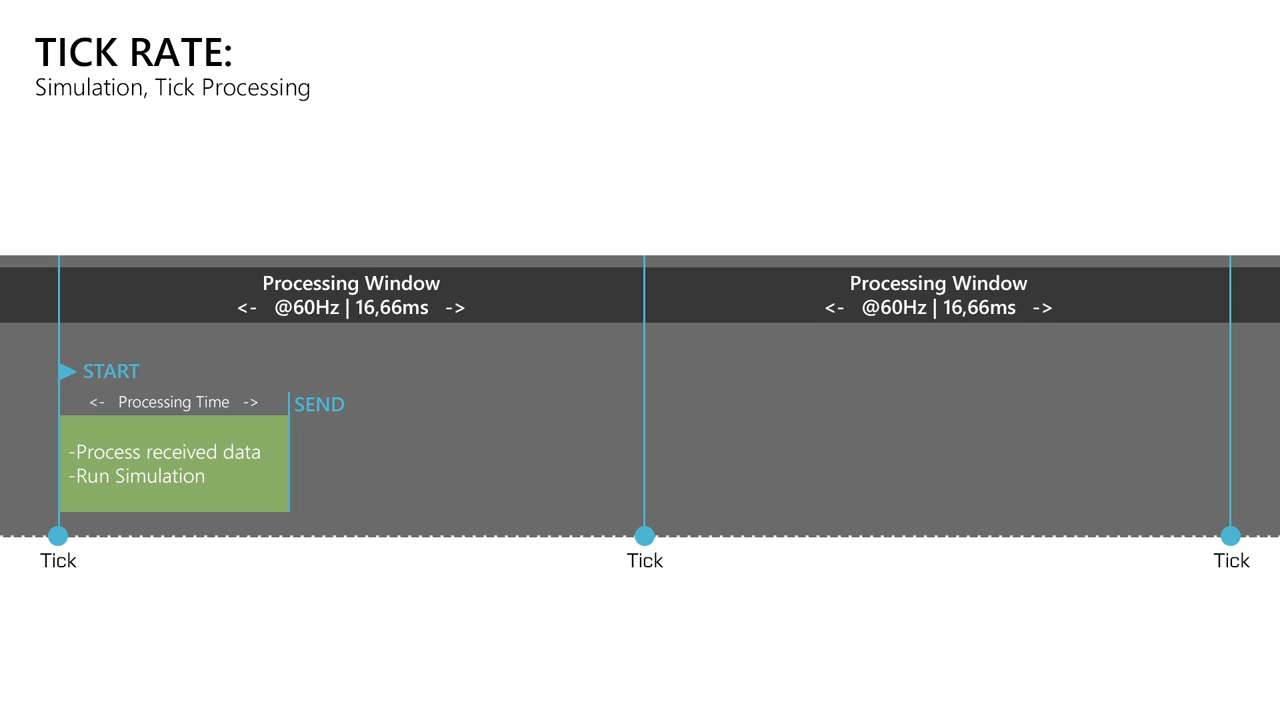 TICK RATE:
Simulation, Tick Processing
Processing Window
<- @60Hz | 16,66ms ->
Processing Window
<- @60Hz | 16,66ms ->
START
<- Processing Time ->
SEND
-Process received data
-Run Simulation
Tick
Tick
Tick